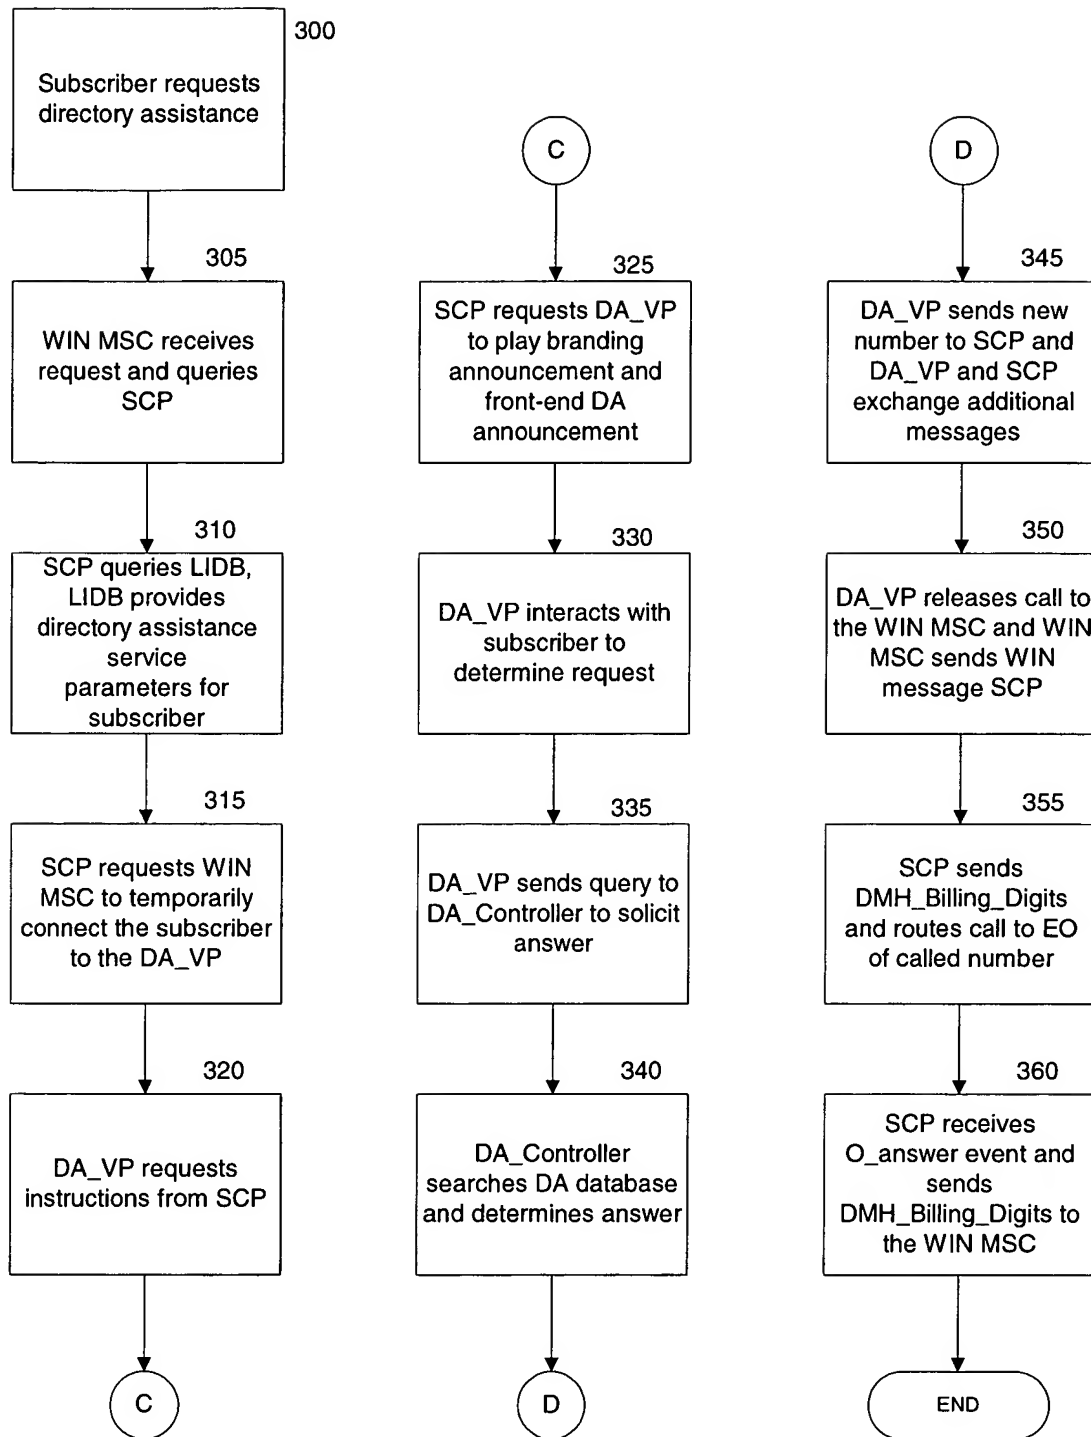 300
Subscriber requests
directory assistance
305
WIN MSC receives
request and queries
SCP
310
SCP queries LIDB,
LIDB provides
directory assistance
service
parameters for
subscriber
315
SCP requests WIN
MSC to temporarily
connect the subscriber
to the DA_VP
320
DA_VP requests
instructions from SCP
C
C
325
SCP requests DA_VP
to play branding
announcement and
front-end DA
announcement
330
DA_VP interacts with
subscriber to
determine request
335
DA_VP sends query to
DA_Controller to solicit
answer
340
DA_Controller
searches DA database
and determines answer
D
D
345
DA_VP sends new
number to SCP and
DA_VP and SCP
exchange additional
messages
350
DA_VP releases call to
the WIN MSC and WIN
MSC sends WIN
message SCP
355
SCP sends
DMH_Billing_Digits
and routes call to EO
of called number
360
SCP receives
O_answer event and
sends
DMH_Billing_Digits to
the WIN MSC
END